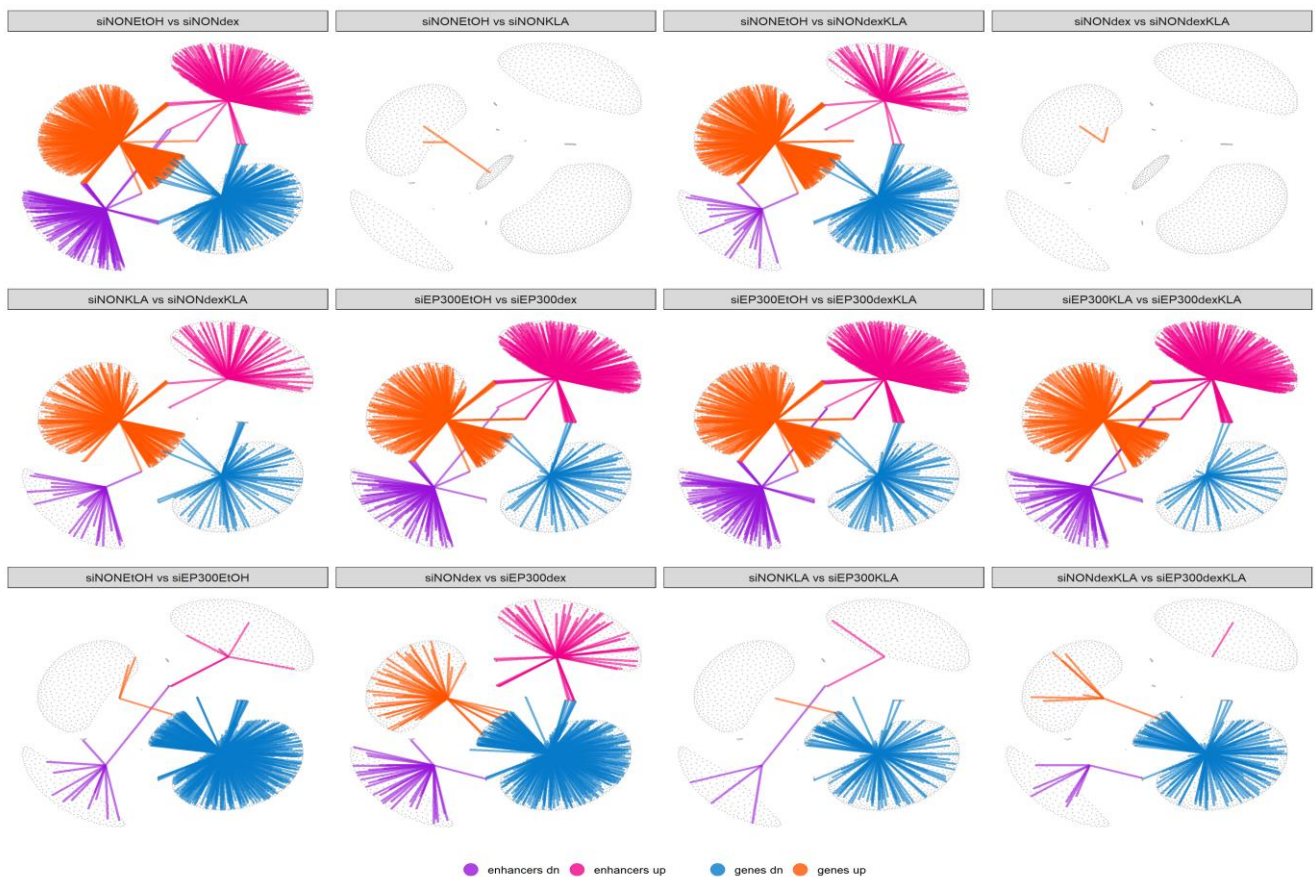 siNONEtOH vs siNONdex
siNONEtOH vs siNONKLA
siNONEtOH vs siNONdexKLA
siNONdex vs siNONdexKLA
siNONKLA vs siNONdexKLA
siEP300EtOH vs siEP300dex
siEP300EtOH vs siEP300dexKLA
siEP300KLA vs siEP300dexKLA
siNONEtOH vs siEP300EtOH
siNONdex vs siEP300dex
siNONKLA vs siEP300KLA
siNONdexKLA vs siEP300dexKLA
enhancers dn enhancers up genes dn genes up